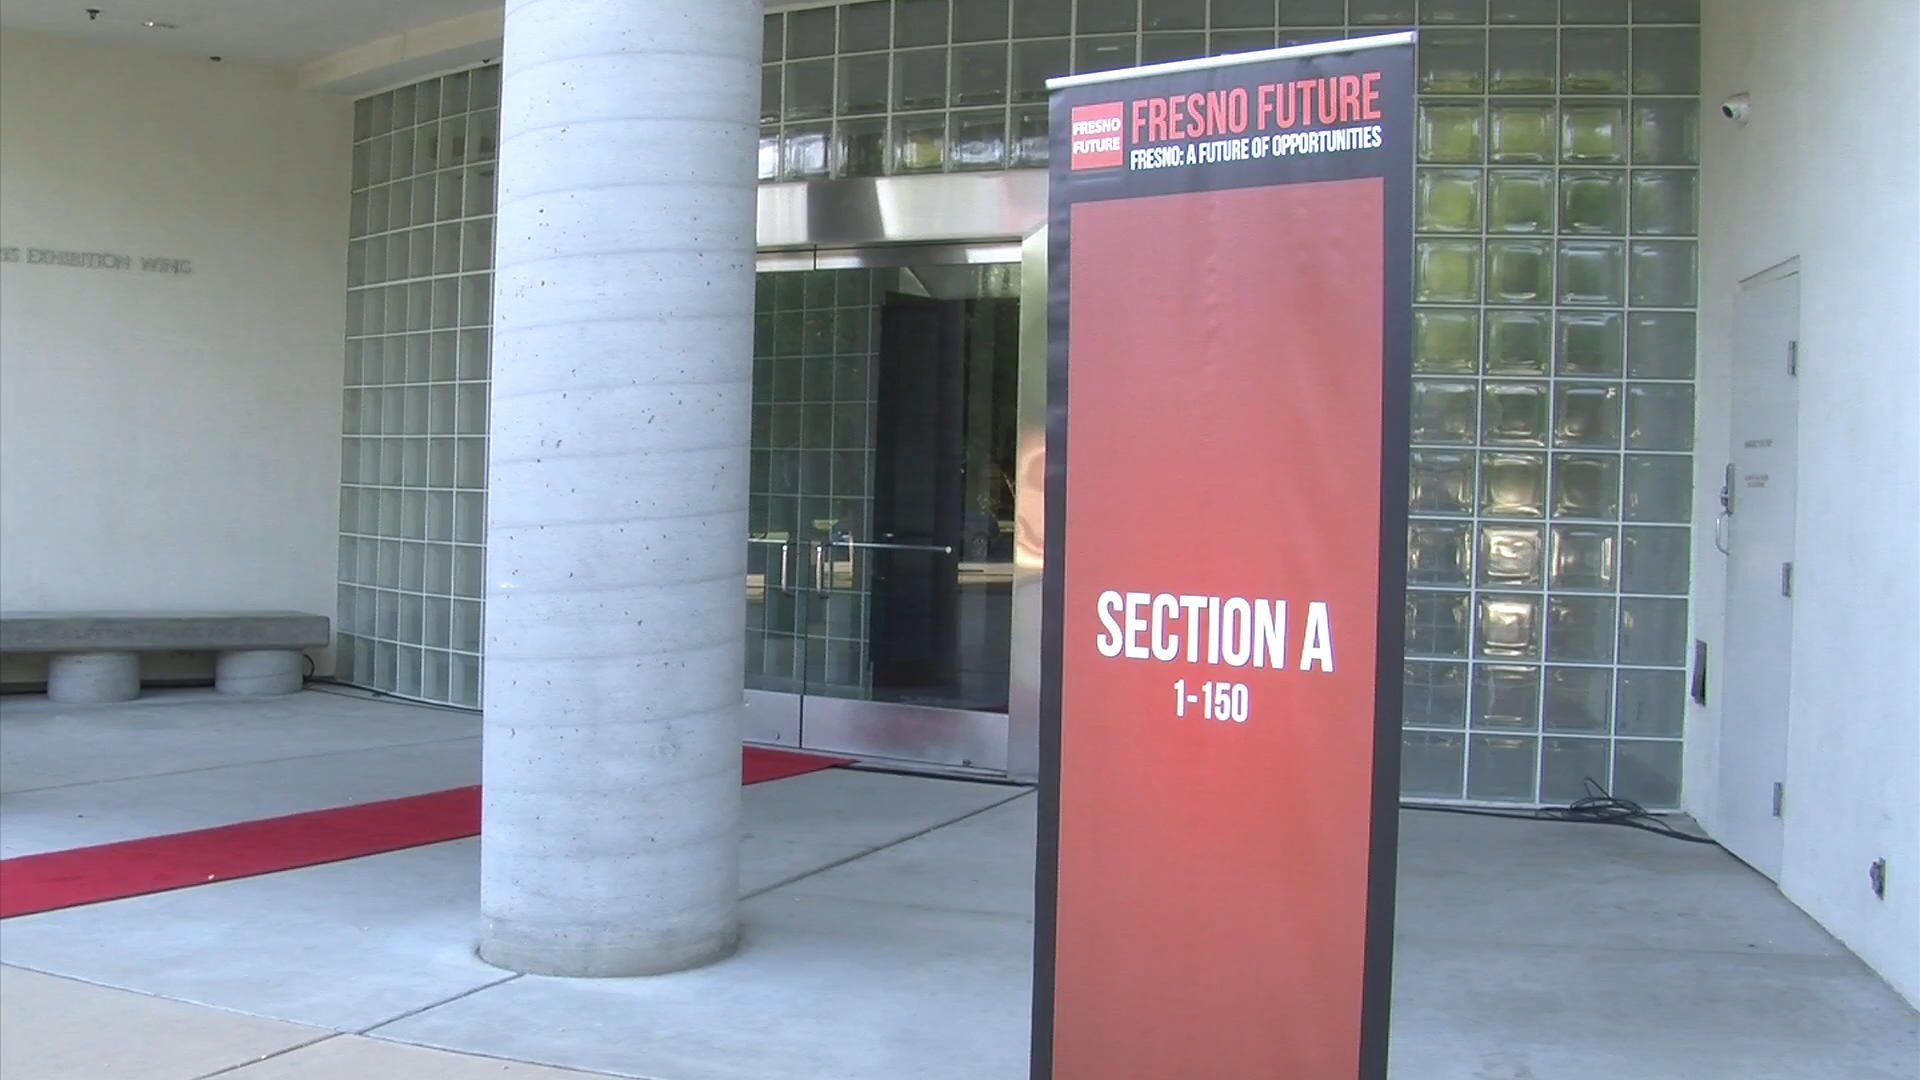 EXHIBITION WING
FRESNO
FUTURE
FRESNO FUTURE
FRESNO: A FUTURE OF OPPORTUNITIES
SECTION A
1-150